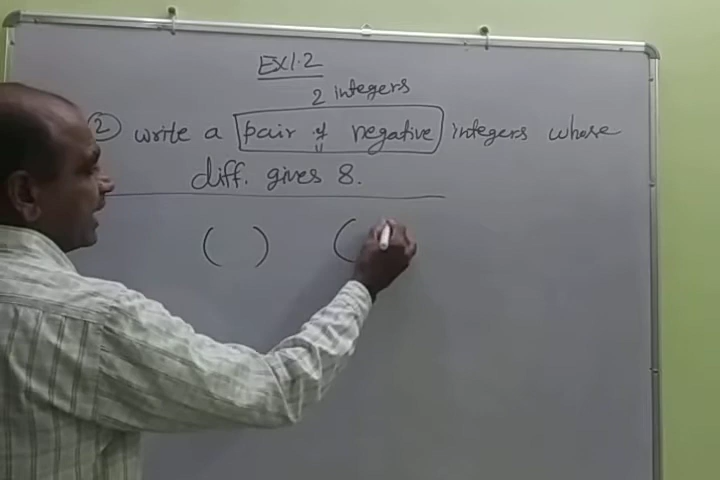 Ex1.2
2 integers
2 write a pair of negative integers whose
diff. gives 8.
( ) (